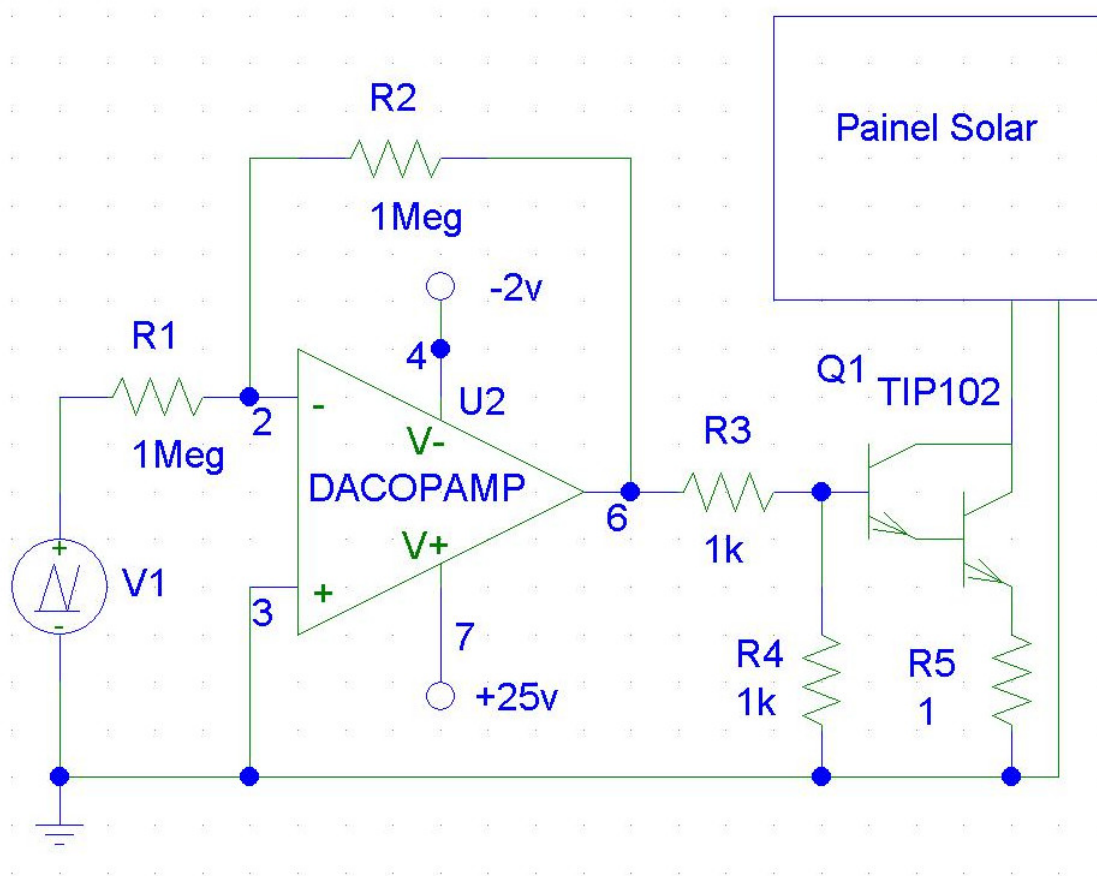 R2
1Meg
Painel Solar
-2v
4
R1
1Meg
2
-
U2
V-
DACOPAMP
V+
+
3
7
+25v
6
R3
1k
Q1
TIP102
+
V1
-
R4
1k
R5
1